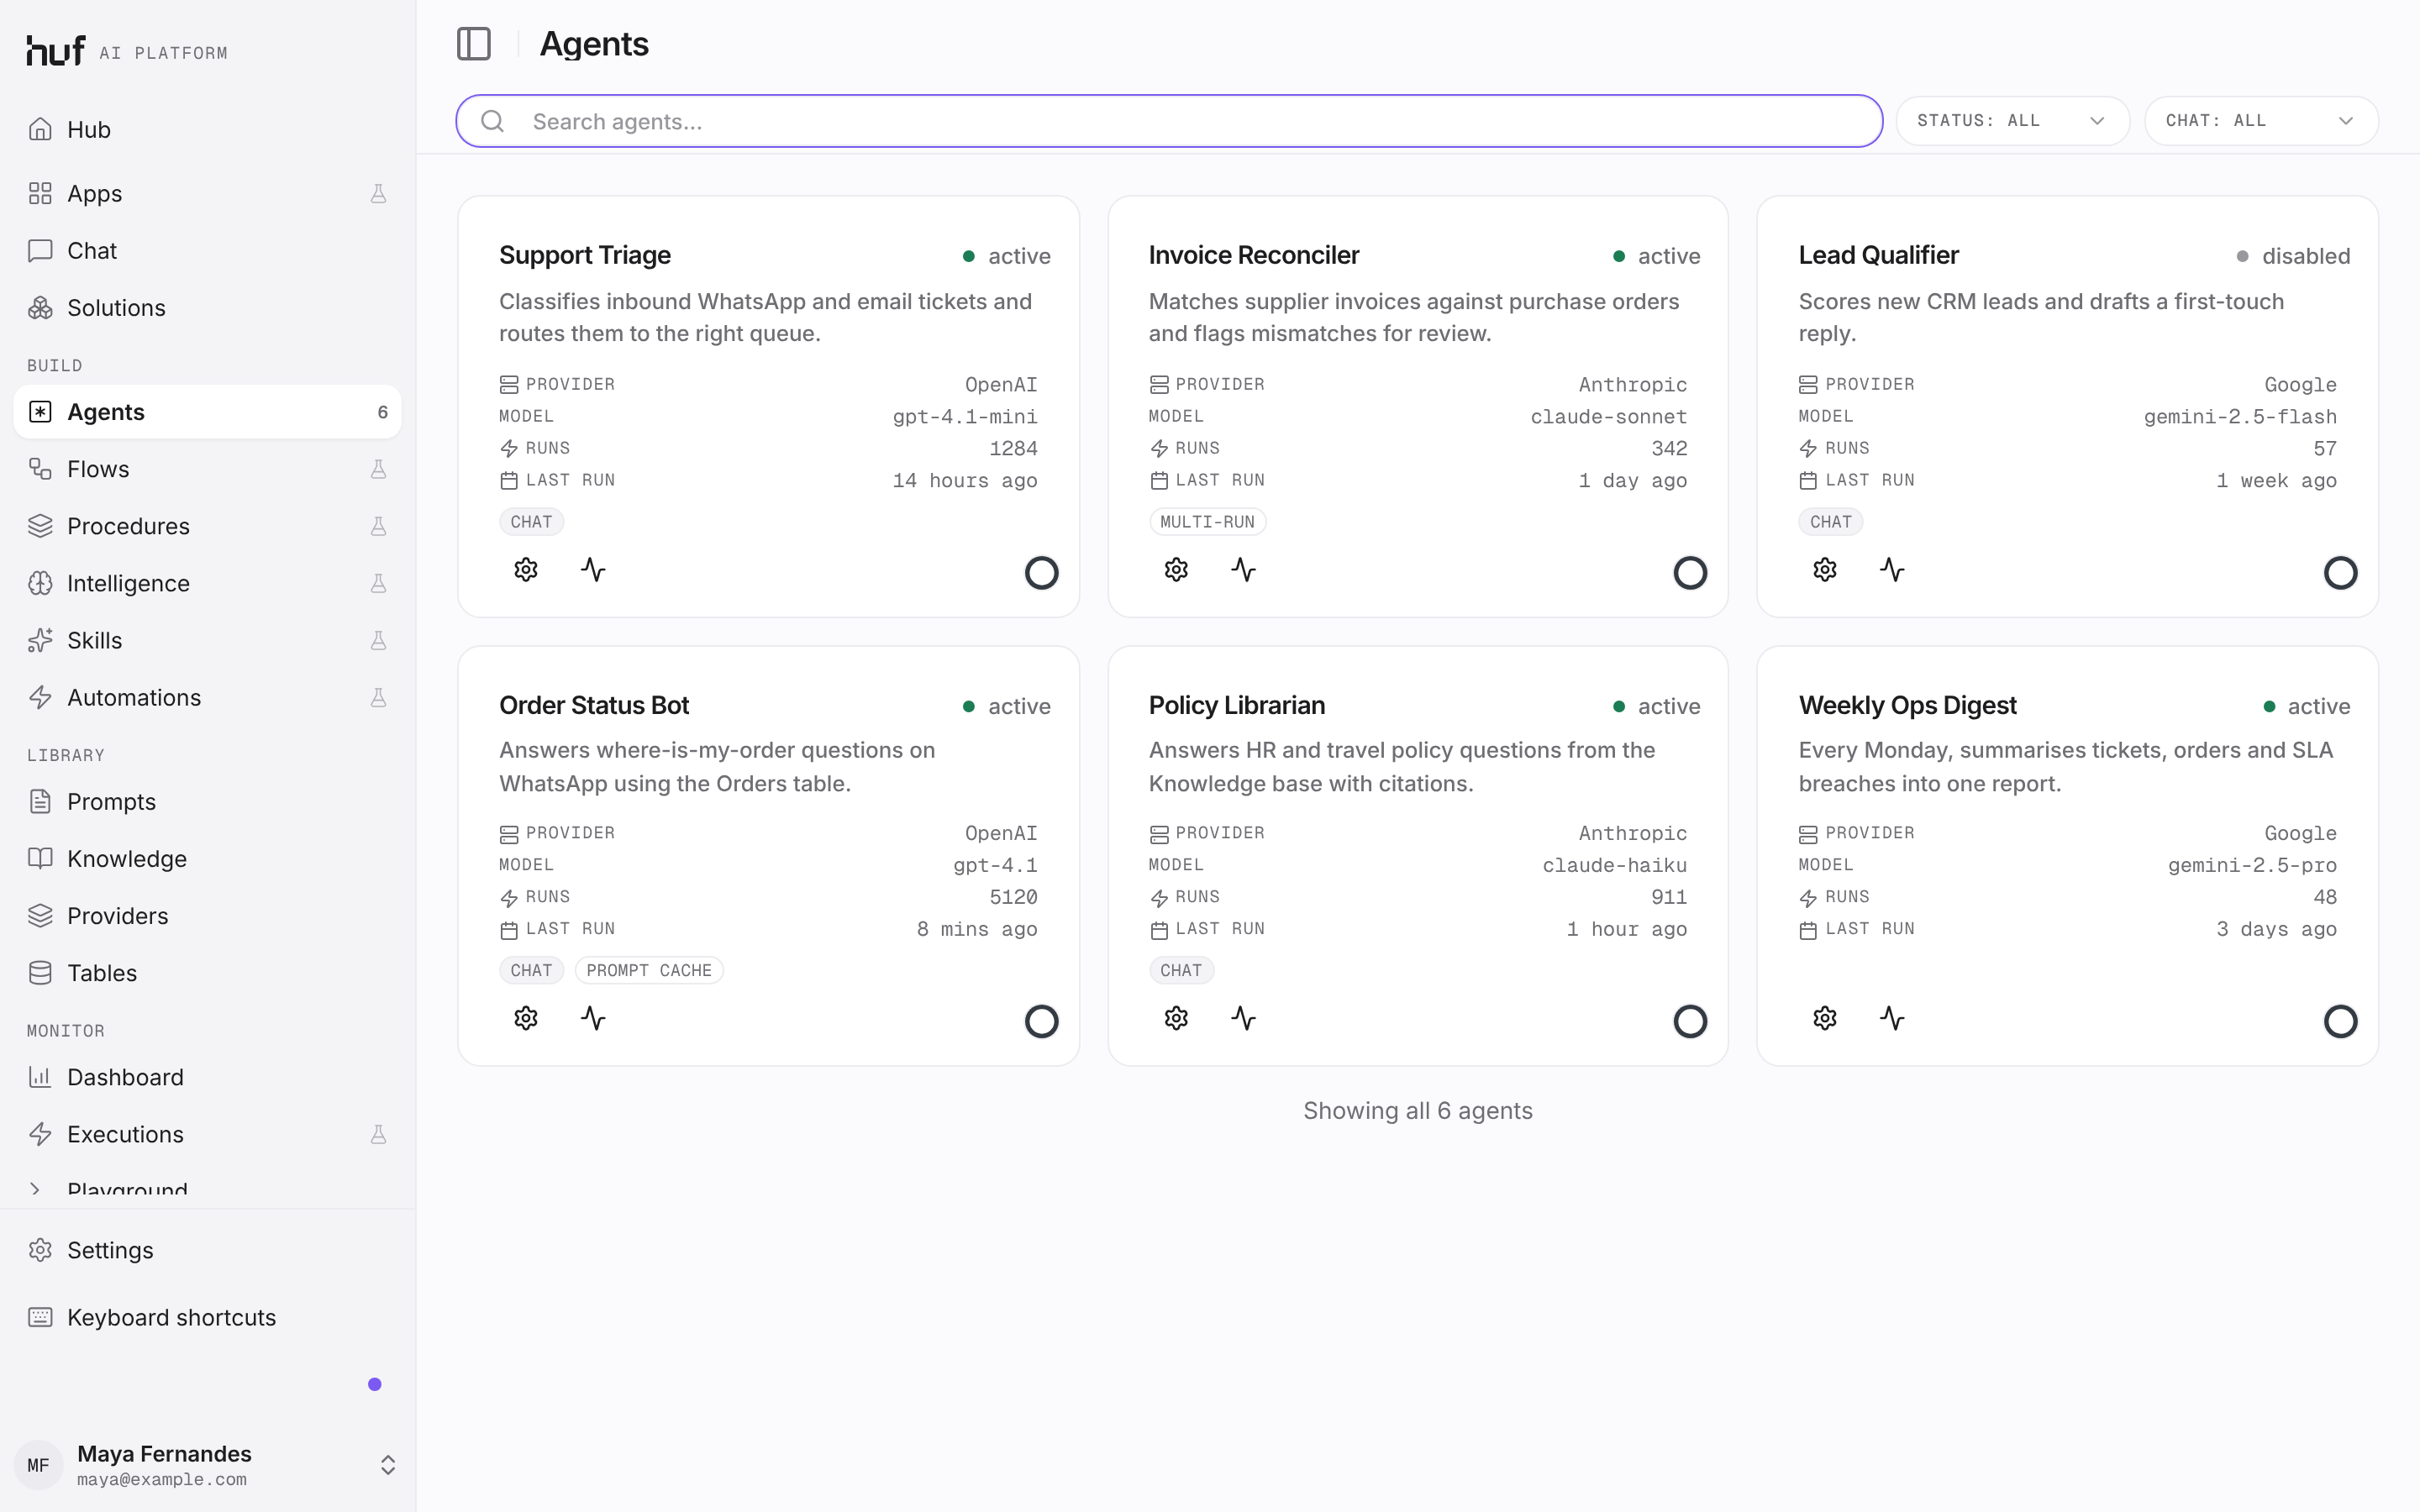 huf AI PLATFORM
Hub
Apps
Chat
Solutions
BUILD
Agents 6
Flows
Procedures
Intelligence
Skills
Automations
LIBRARY
Prompts
Knowledge
Providers
Tables
MONITOR
Dashboard
Executions
Playground
Settings
Keyboard shortcuts
MF
Maya Fernandes
maya@example.com
Agents
Search agents...
STATUS: ALL
CHAT: ALL
Support Triage active
Classifies inbound WhatsApp and email tickets and
routes them to the right queue.
PROVIDER OpenAI
MODEL gpt-4.1-mini
RUNS 1284
LAST RUN 14 hours ago
CHAT
Invoice Reconciler active
Matches supplier invoices against purchase orders
and flags mismatches for review.
PROVIDER Anthropic
MODEL claude-sonnet
RUNS 342
LAST RUN 1 day ago
MULTI-RUN
Lead Qualifier disabled
Scores new CRM leads and drafts a first-touch
reply.
PROVIDER Google
MODEL gemini-2.5-flash
RUNS 57
LAST RUN 1 week ago
CHAT
Order Status Bot active
Answers where-is-my-order questions on
WhatsApp using the Orders table.
PROVIDER OpenAI
MODEL gpt-4.1
RUNS 5120
LAST RUN 8 mins ago
CHAT PROMPT CACHE
Policy Librarian active
Answers HR and travel policy questions from the
Knowledge base with citations.
PROVIDER Anthropic
MODEL claude-haiku
RUNS 911
LAST RUN 1 hour ago
CHAT
Weekly Ops Digest active
Every Monday, summarises tickets, orders and SLA
breaches into one report.
PROVIDER Google
MODEL gemini-2.5-pro
RUNS 48
LAST RUN 3 days ago
Showing all 6 agents